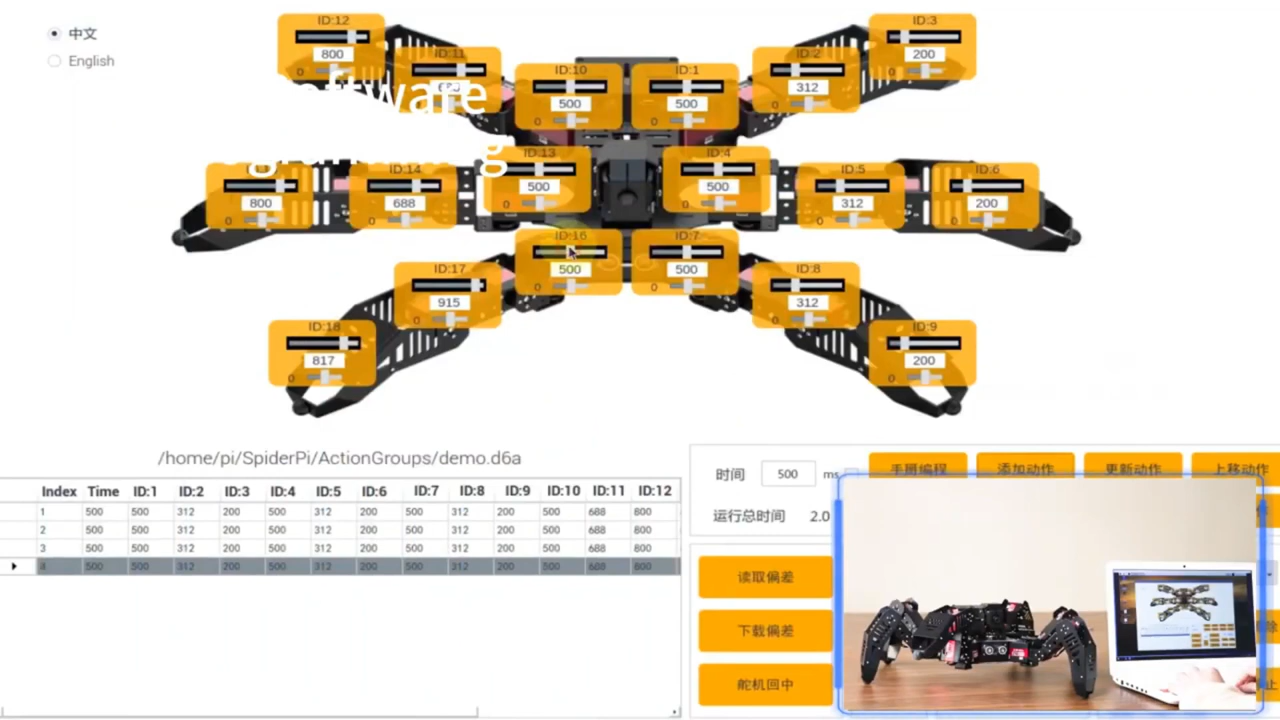 中文
English
ID:12
800
0
ID:11
0
ID:10
500
0
ID:1
500
0
ID:2
312
0
ID:3
200
0
ftware
g
ID:15
800
0
ID:14
688
0
ID:13
500
0
ID:4
500
0
ID:5
312
0
ID:6
200
0
ID:16
500
0
ID:7
500
0
ID:17
915
0
ID:8
312
0
ID:18
817
0
ID:9
200
0
/home/pi/SpiderPi/ActionGroups/demo.d6a
Index Time ID:1 ID:2 ID:3 ID:4 ID:5 ID:6 ID:7 ID:8 ID:9 ID:10 ID:11 ID:12
1 500 500 312 200 500 312 200 500 312 200 500 688 800
2 500 500 312 200 500 312 200 500 312 200 500 688 800
3 500 500 312 200 500 312 200 500 312 200 500 688 800
500 500 312 200 500 312 200 500 312 200 500 688 800
时间 500 ms
手掰编程 添加动作 更新动作 上移动作
运行总时间 2.0
读取偏差
下载偏差
舵机回中